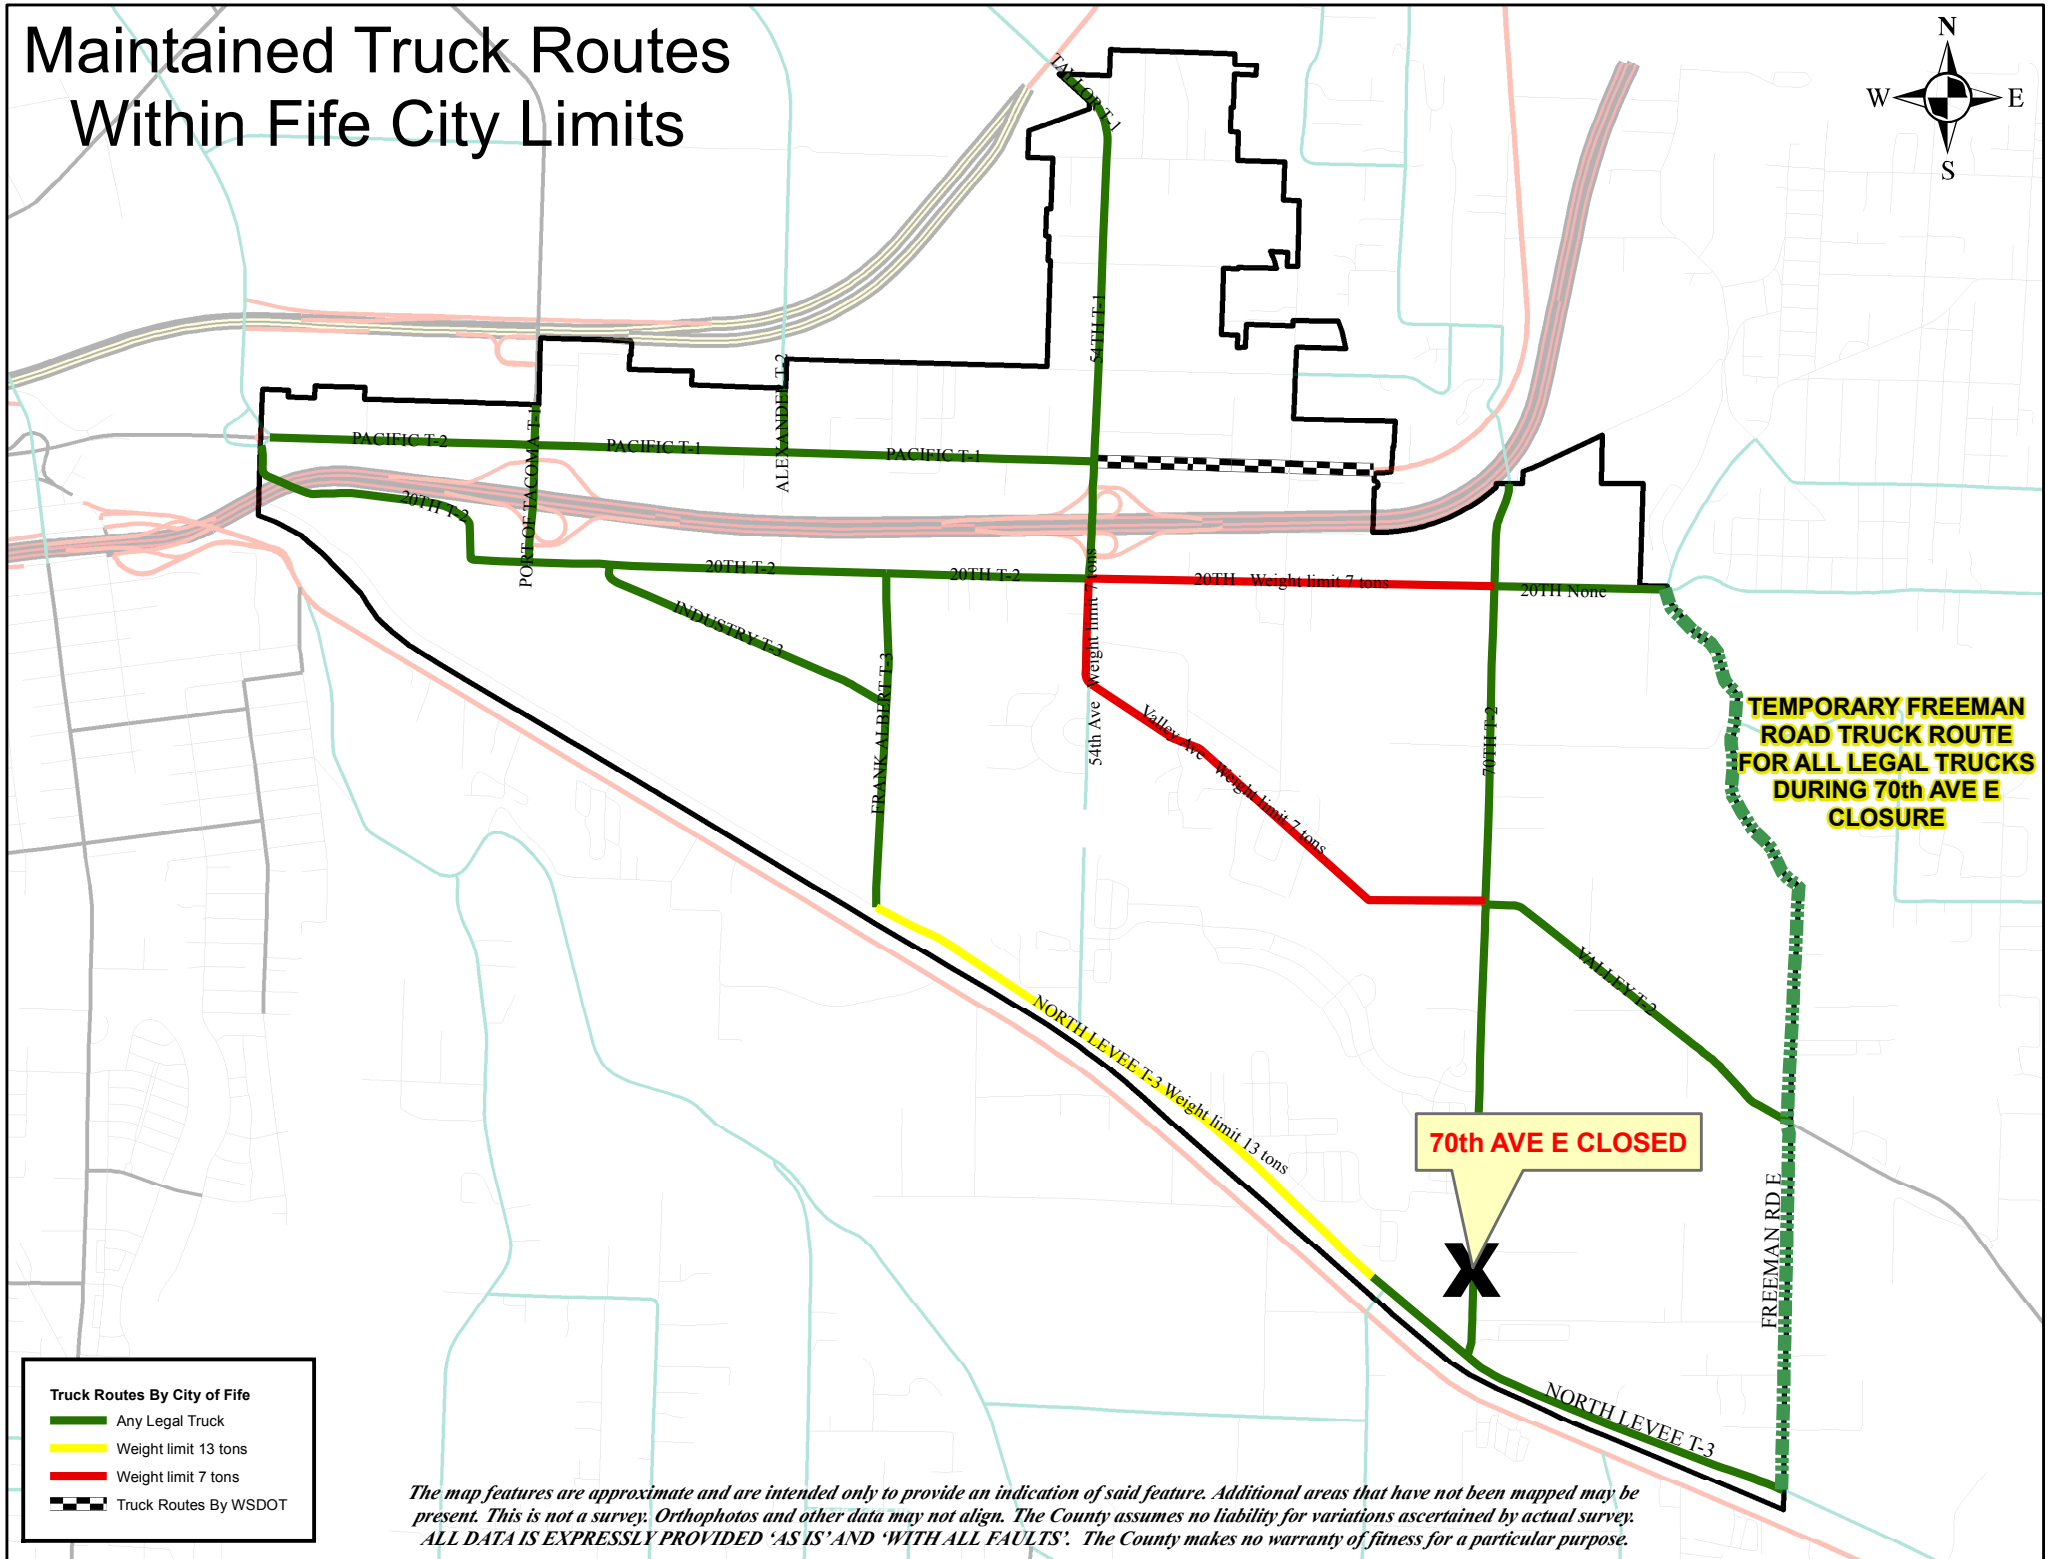 Maintained Truck Routes
Within Fife City Limits
N
W
E
S
TAYLOR T-1
54TH T-1
ALEXANDER T-2
PORT OF TACOMA T-1
PACIFIC T-2
PACIFIC T-1
PACIFIC T-1
20TH T-2
20TH T-2
20TH T-2
20TH Weight limit 7 tons
20TH None
INDUSTRY T-3
FRANK ALBERT T-3
54th Ave Weight limit 7 tons
Valley Ave Weight limit 7 tons
70TH T-2
TEMPORARY FREEMAN
ROAD TRUCK ROUTE
FOR ALL LEGAL TRUCKS
DURING 70th AVE E
CLOSURE
VALLEY T-2
NORTH LEVEE T-3 Weight limit 13 tons
70th AVE E CLOSED
X
FREEMAN RD E
NORTH LEVEE T-3
Truck Routes By City of Fife
Any Legal Truck
Weight limit 13 tons
Weight limit 7 tons
Truck Routes By WSDOT
The map features are approximate and are intended only to provide an indication of said feature. Additional areas that have not been mapped may be
present. This is not a survey. Orthophotos and other data may not align. The County assumes no liability for variations ascertained by actual survey.
ALL DATA IS EXPRESSLY PROVIDED ‘AS IS’ AND ‘WITH ALL FAULTS’. The County makes no warranty of fitness for a particular purpose.